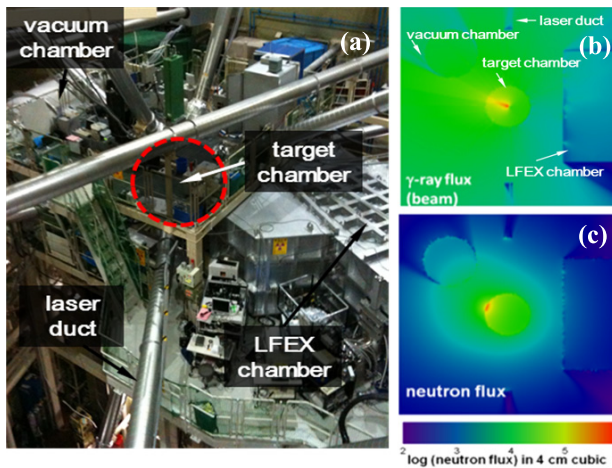 vacuum
chamber
(a)
target
chamber
laser
duct
LFEX
chamber
laser duct
(b)
vacuum chamber
target chamber
LFEX chamber
γ-ray flux
(beam)
(c)
neutron flux
2 3 4 5 6
log (neutron flux) in 4 cm cubic